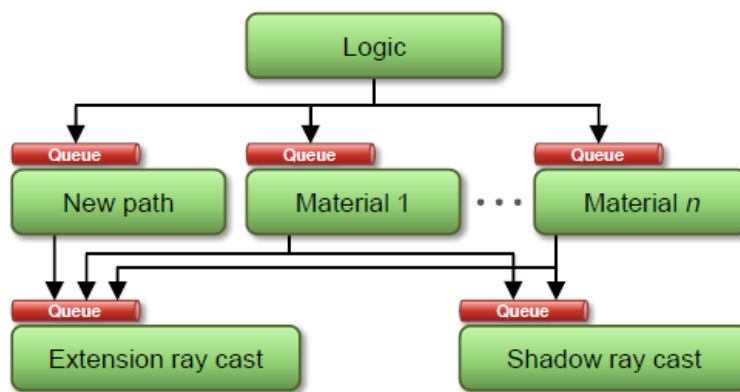 Logic
Queue
Queue
Queue
New path
Material 1
Material n
Queue
Queue
Extension ray cast
Shadow ray cast